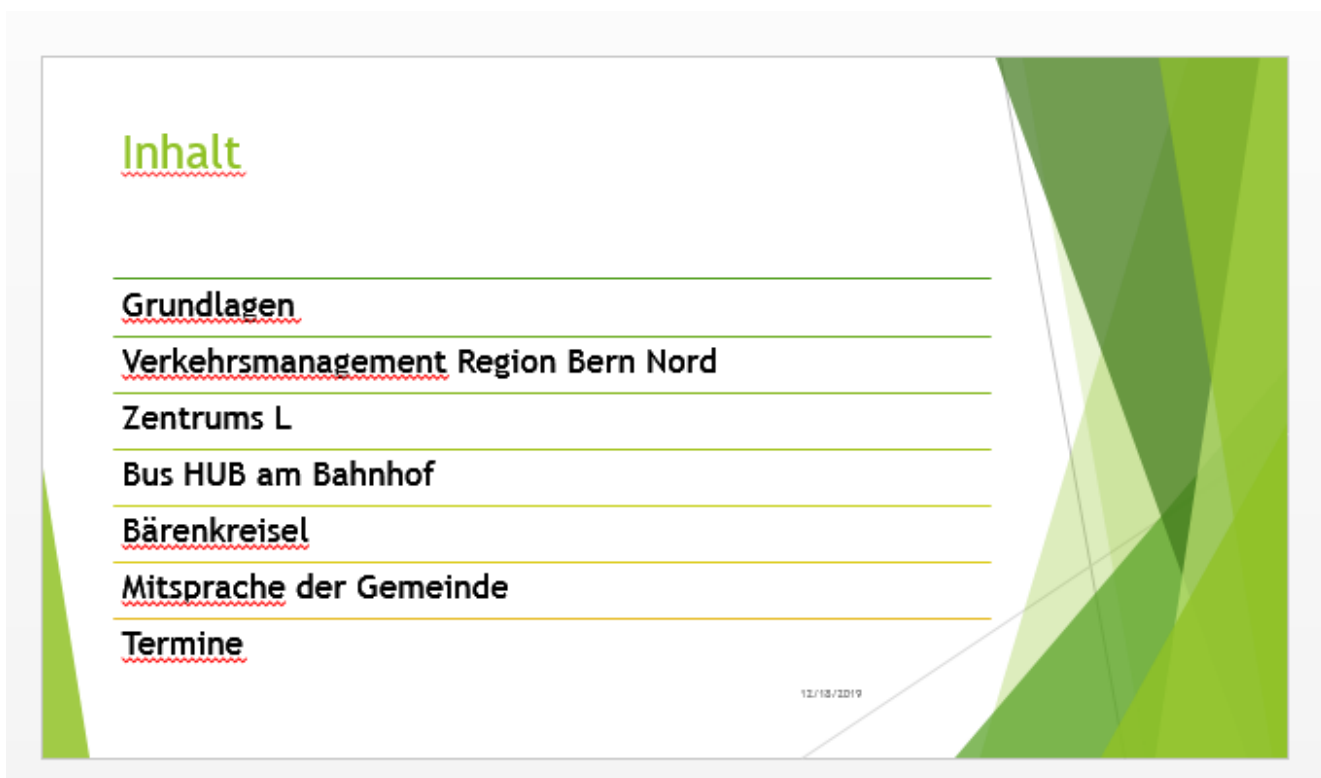 Inhalt
Grundlagen
Verkehrsmanagement Region Bern Nord
Zentrums L
Bus HUB am Bahnhof
Bärenkreisel
Mitsprache der Gemeinde
Termine
12/18/2019